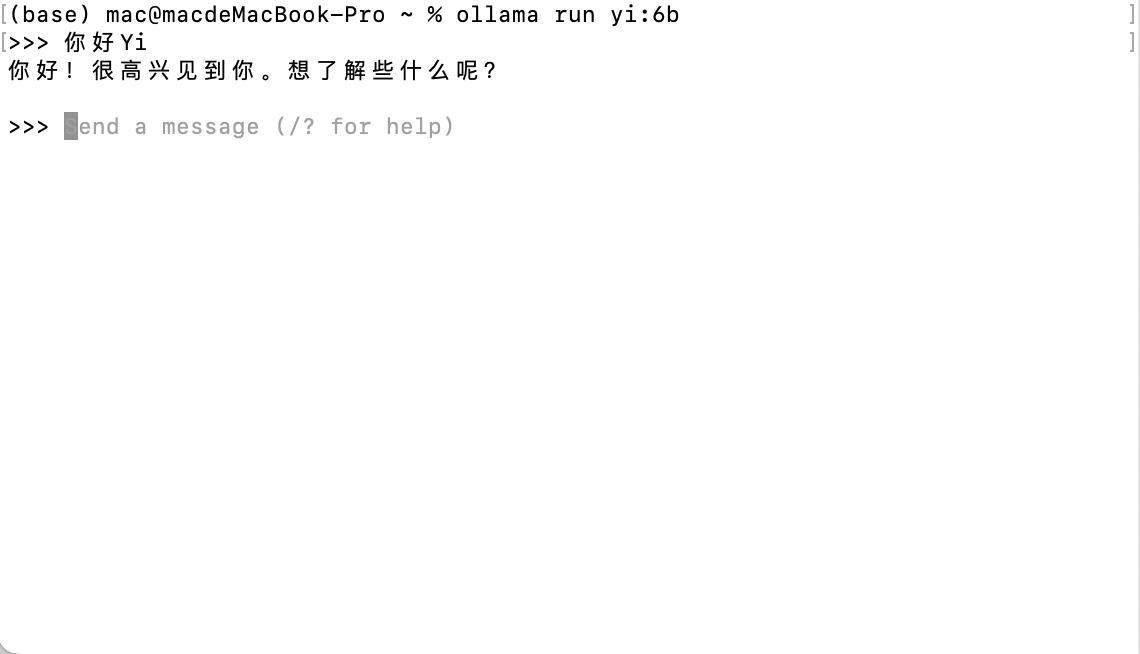 [(base) mac@macdeMacBook-Pro ~ % ollama run yi:6b ]
[>>> 你好Yi ]
你好！很高兴见到你。想了解些什么呢？
>>> Send a message (/? for help)